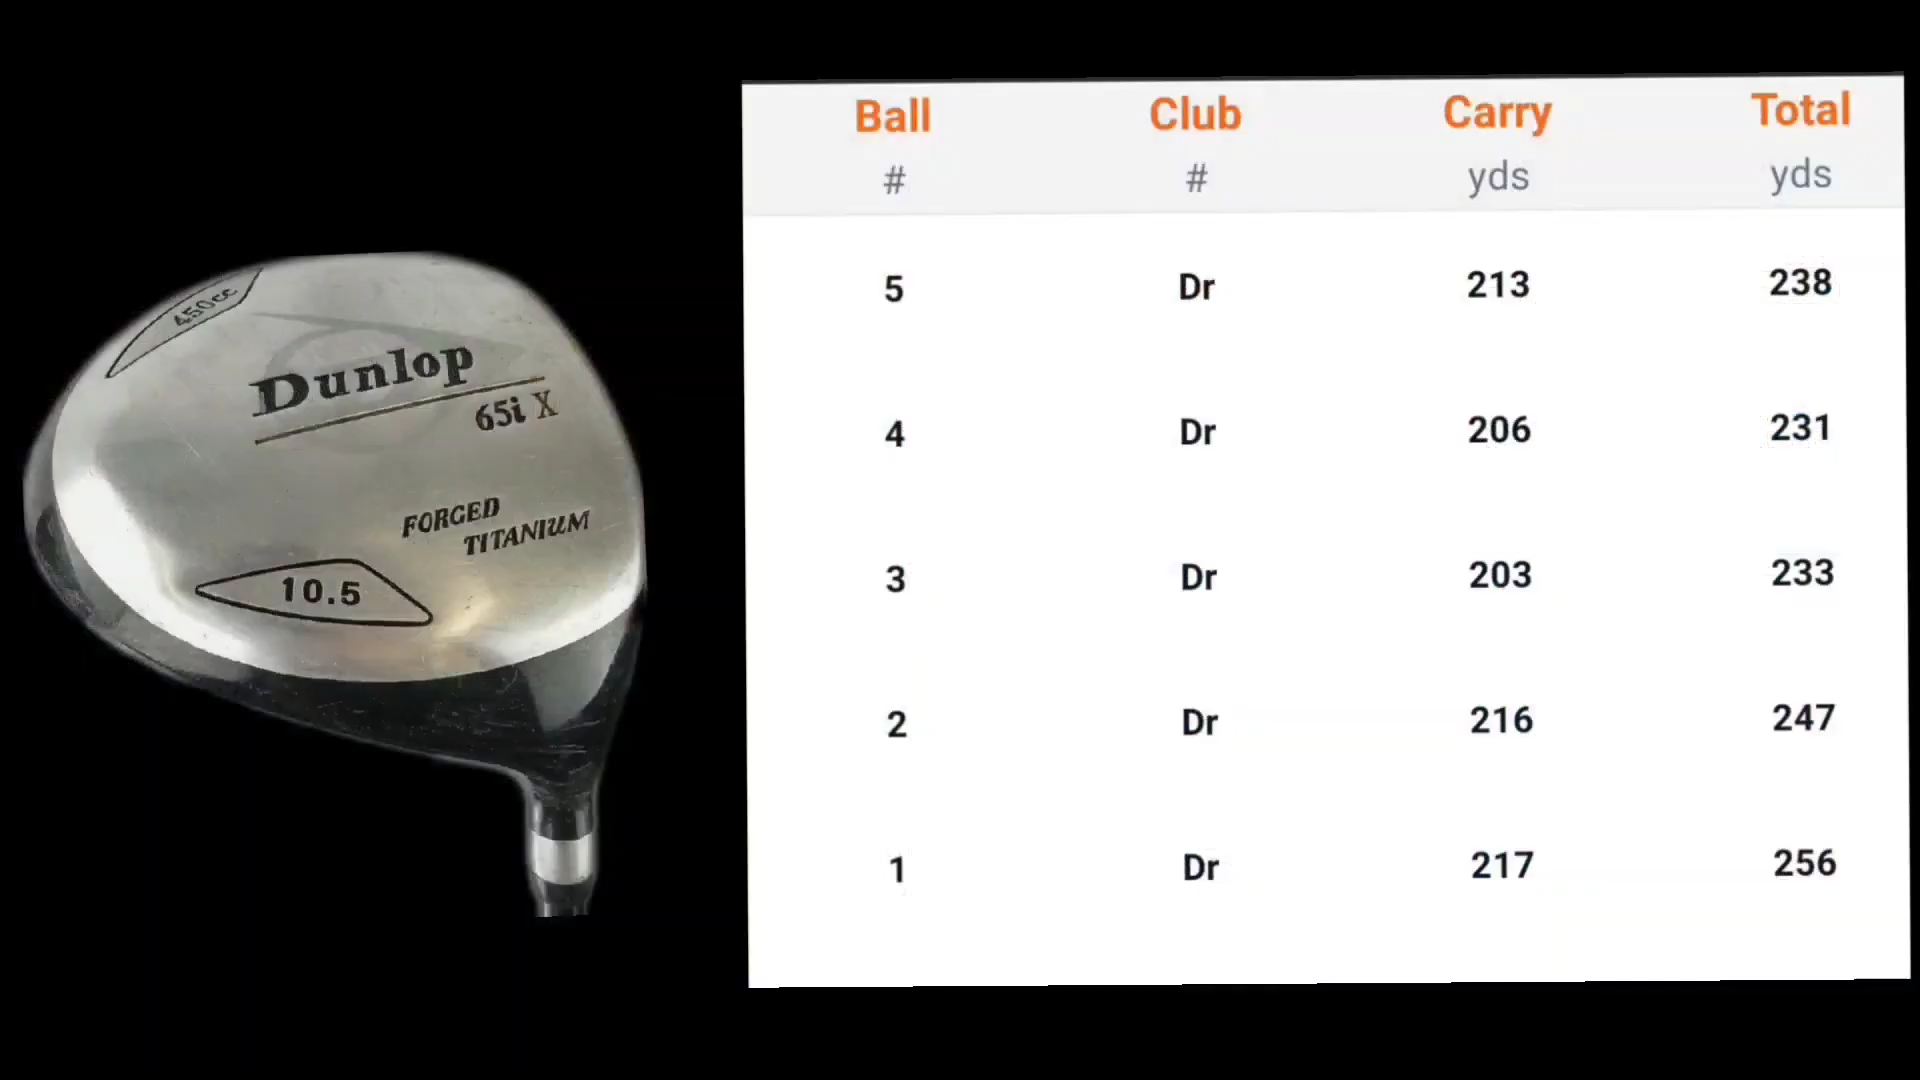 450cc
Dunlop
65i X
FORGED
TITANIUM
10.5
Ball Club Carry Total
# # yds yds
5 Dr 213 238
4 Dr 206 231
3 Dr 203 233
2 Dr 216 247
1 Dr 217 256